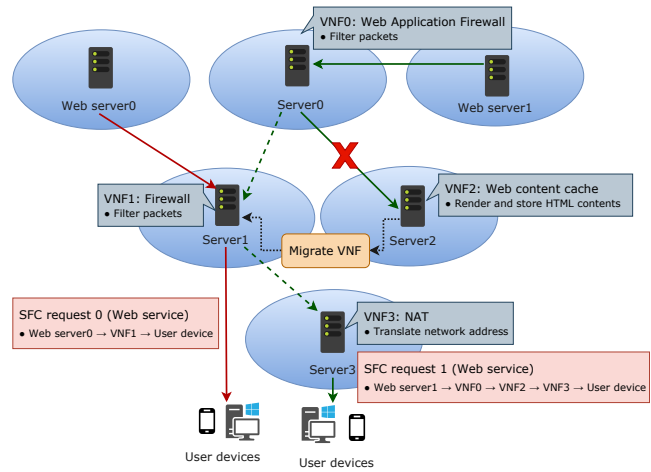 VNF0: Web Application Firewall
● Filter packets
Web server0
Server0
Web server1
VNF1: Firewall
● Filter packets
VNF2: Web content cache
● Render and store HTML contents
Server1
Server2
Migrate VNF
SFC request 0 (Web service)
● Web server0 → VNF1 → User device
VNF3: NAT
● Translate network address
Server3
SFC request 1 (Web service)
● Web server1 → VNF0 → VNF2 → VNF3 → User device
User devices
User devices